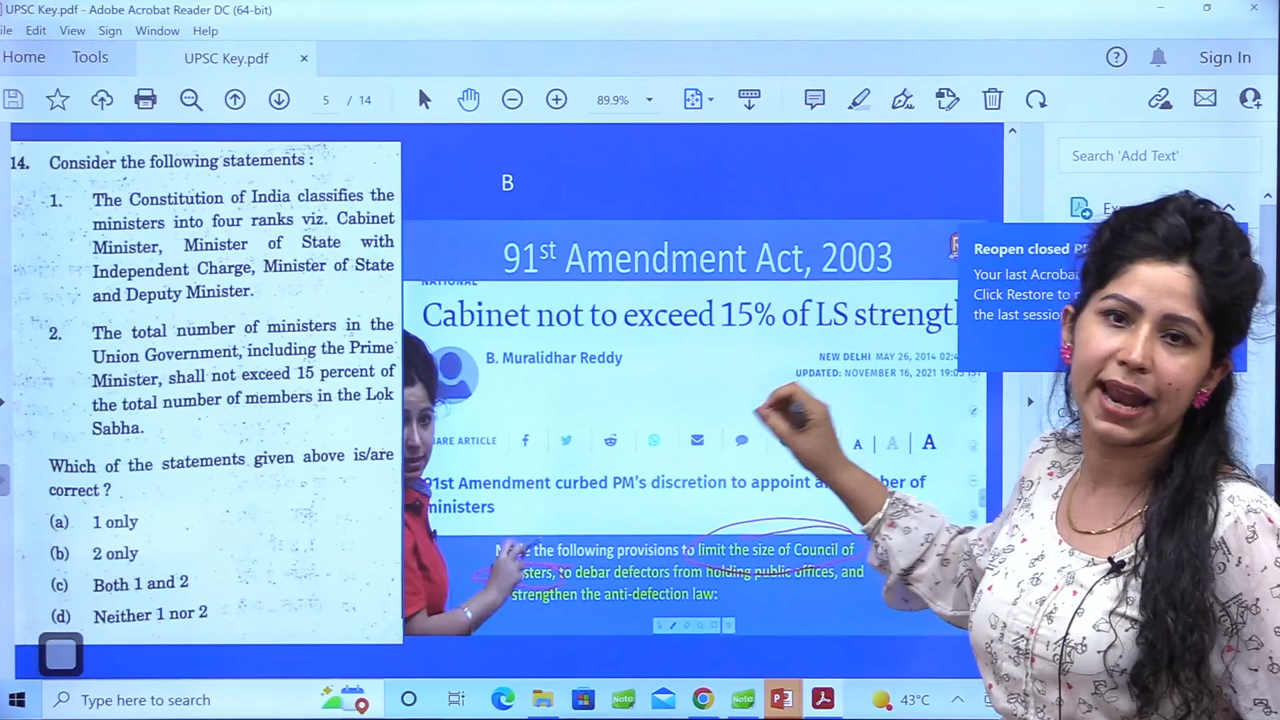 UPSC Key.pdf - Adobe Acrobat Reader DC (64-bit)
Edit View Sign Window Help
Home Tools UPSC Key.pdf × Sign In
5 / 14 89.9%
Search 'Add Text'
14. Consider the following statements :
1. The Constitution of India classifies the
ministers into four ranks viz. Cabinet
Minister, Minister of State with
Independent Charge, Minister of State
and Deputy Minister.
2. The total number of ministers in the
Union Government, including the Prime
Minister, shall not exceed 15 percent of
the total number of members in the Lok
Sabha.
Which of the statements given above is/are
correct ?
(a) 1 only
(b) 2 only
(c) Both 1 and 2
(d) Neither 1 nor 2
B
91st Amendment Act, 2003
NATIONAL
Cabinet not to exceed 15% of LS
B. Muralidhar Reddy
NEW DELHI MAY 26, 2014
UPDATED: NOVEMBER 16, 2021
ARTICLE
A | A | A
91st Amendment curbed PM's discretion to appoint of
ministers
the following provisions to limit the size of Council of
to debar defectors from holding public offices, and
strengthen the anti-defection law:
Reopen closed
Your last
Click Restore to
the last
Type here to search
Note
Note
43°C